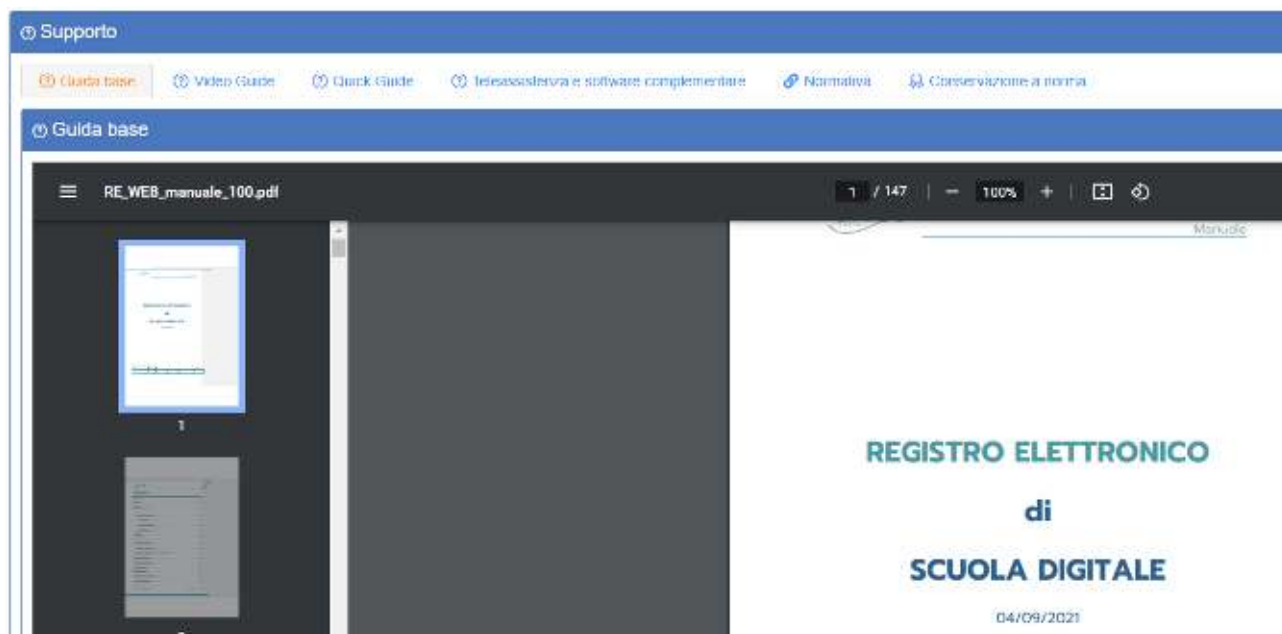 Supporto
Guida base Video Guide Quick Guide Teleassistenza e software complementare Normativa Conservazione a norma
Guida base
RE_WEB_manuale_100.pdf 1 / 147 100%
Manuale
1
REGISTRO ELETTRONICO
di
SCUOLA DIGITALE
04/09/2021